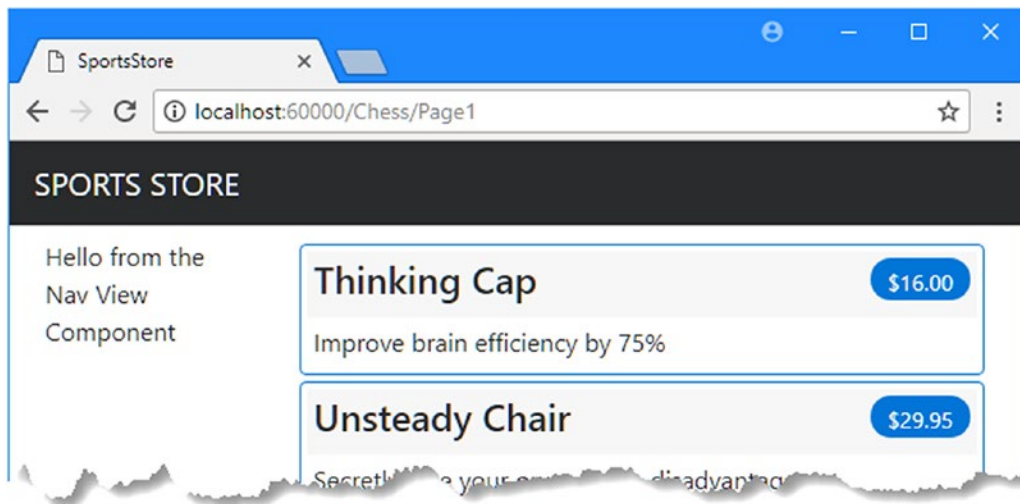 SportsStore
localhost:60000/Chess/Page1
SPORTS STORE
Hello from the
Nav View
Component
Thinking Cap
$16.00
Improve brain efficiency by 75%
Unsteady Chair
$29.95
your